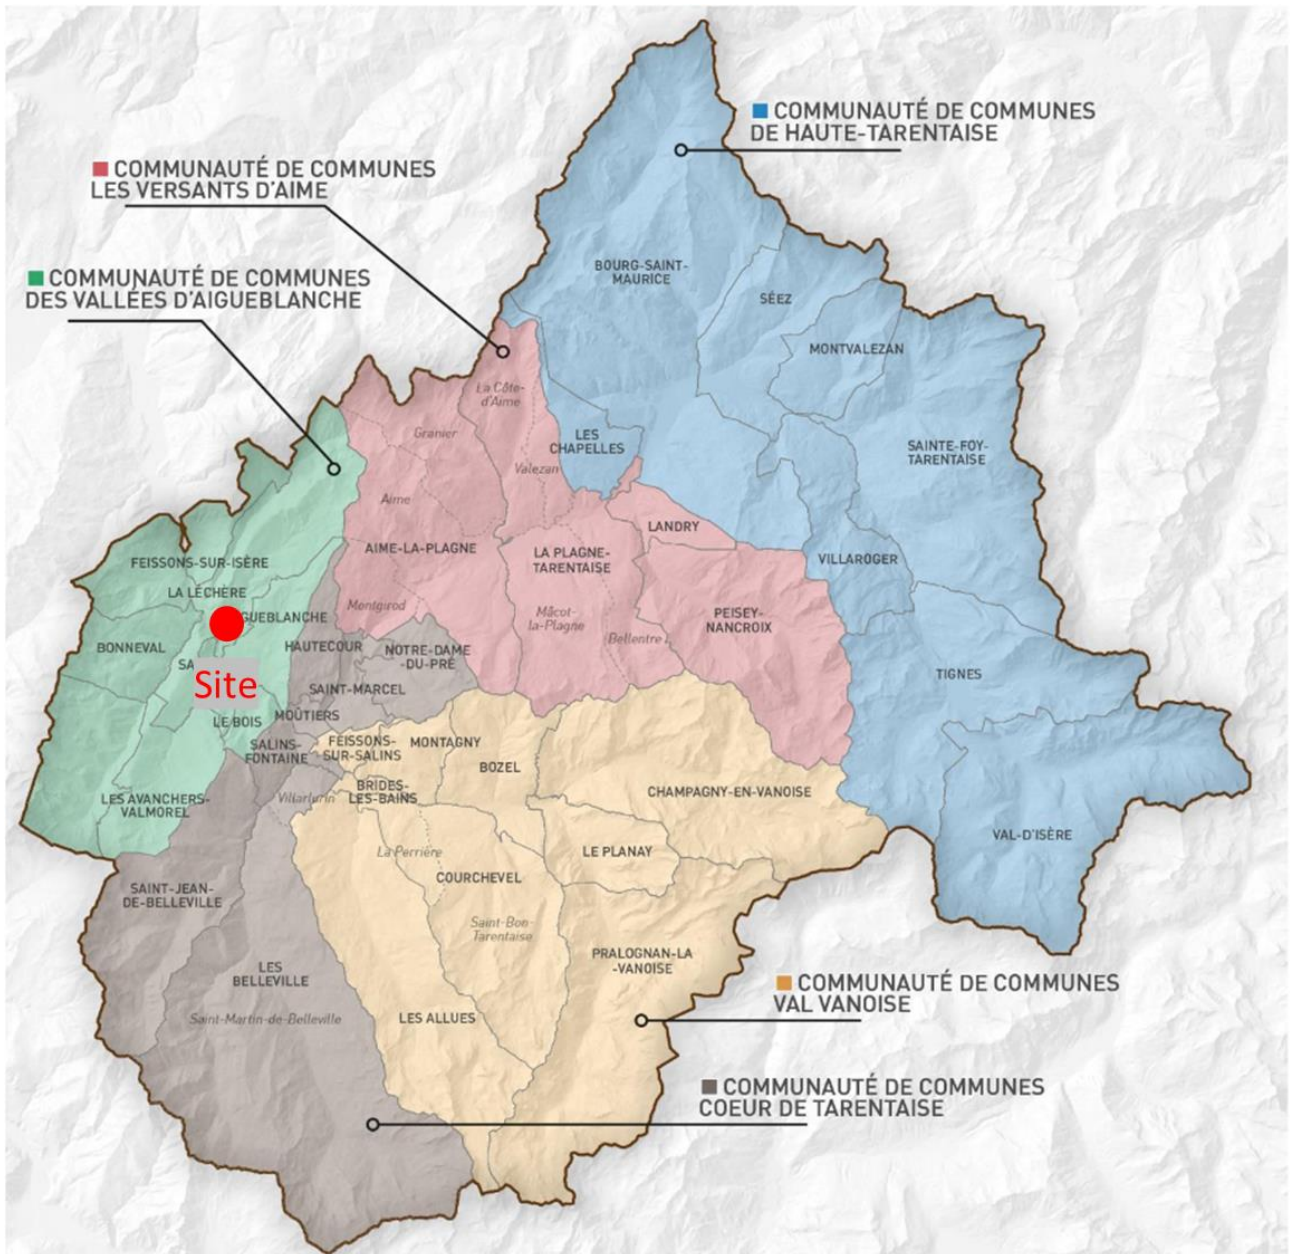 COMMUNAUTÉ DE COMMUNES
DE HAUTE-TARENTAISE
COMMUNAUTÉ DE COMMUNES
LES VERSANTS D'AIME
COMMUNAUTÉ DE COMMUNES
DES VALLÉES D'AIGUEBLANCHE
BOURG-SAINT-
MAURICE
SÉEZ
MONTVALEZAN
La Côte-
d'Aime
Granier
LES
CHAPELLES
SAINTE-FOY-
TARENTAISE
Valezan
Aime
LANDRY
AIME-LA-PLAGNE
LA PLAGNE-
TARENTAISE
VILLAROGER
FEISSONS-SUR-ISÈRE
LA LÉCHÈRE
GUEBLANCHE
Montgirod
Mâcot-
la-Plagne
Bellentre
PEISEY-
NANCROIX
BONNEVAL
HAUTECOUR
NOTRE-DAME
-DU-PRÉ
SA
Site
TIGNES
SAINT-MARCEL
LE BOIS
MOÛTIERS
SALINS-
FONTAINE
FEISSONS-
SUR-SALINS
MONTAGNY
BOZEL
BRIDES-
LES-BAINS
Villarlurin
CHAMPAGNY-EN-VANOISE
LES AVANCHERS-
VALMOREL
VAL-D'ISÈRE
La Perrière
LE PLANAY
COURCHEVEL
SAINT-JEAN-
DE-BELLEVILLE
Saint-Bon-
Tarentaise
LES
BELLEVILLE
PRALOGNAN-LA
-VANOISE
Saint-Martin-de-Belleville
LES ALLUES
COMMUNAUTÉ DE COMMUNES
VAL VANOISE
COMMUNAUTÉ DE COMMUNES
COEUR DE TARENTAISE